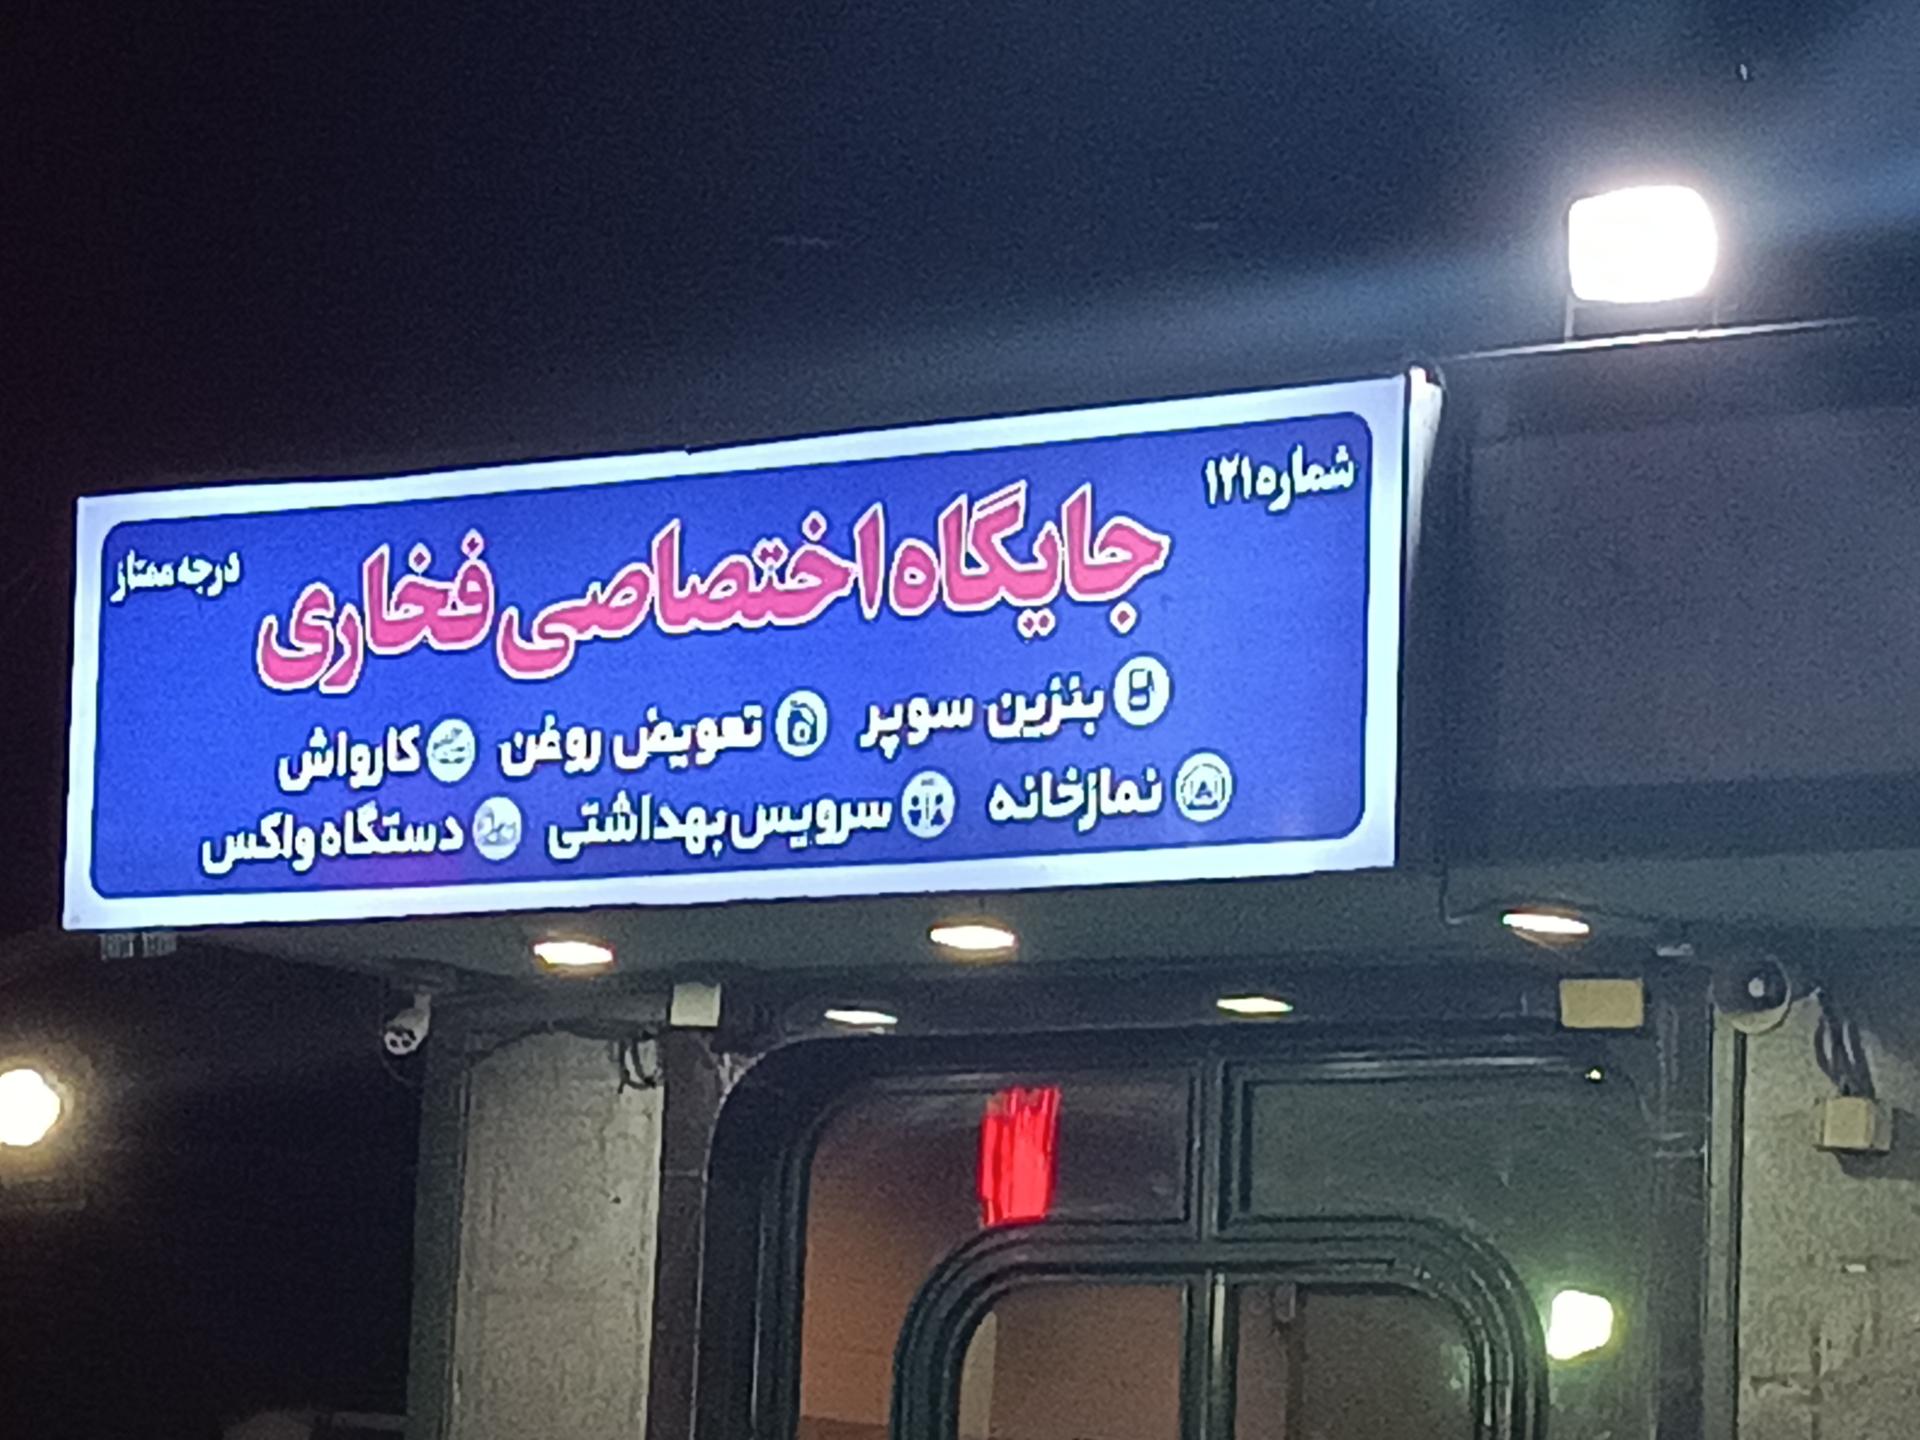 شماره ۱۲۱
جایگاه اختصاصی فخاری
درجه ممتاز
بنزین سوپر تعویض روغن کارواش
نمازخانه سرویس بهداشتی دستگاه واکس